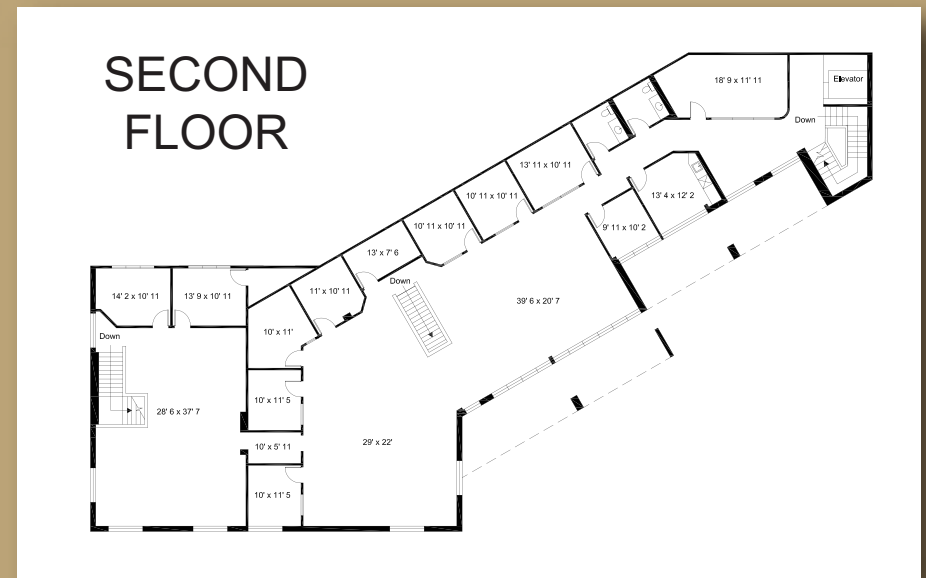 SECOND
FLOOR
18' 9 x 11' 11
Elevator
Down
13' 11 x 10' 11
10' 11 x 10' 11
13' 4 x 12' 2
10' 11 x 10' 11
9' 11 x 10' 2
13' x 7' 6
Down
11' x 10' 11
14' 2 x 10' 11
13' 9 x 10' 11
39' 6 x 20' 7
Down
10' x 11'
10' x 11' 5
28' 6 x 37' 7
10' x 5' 11
29' x 22'
10' x 11' 5